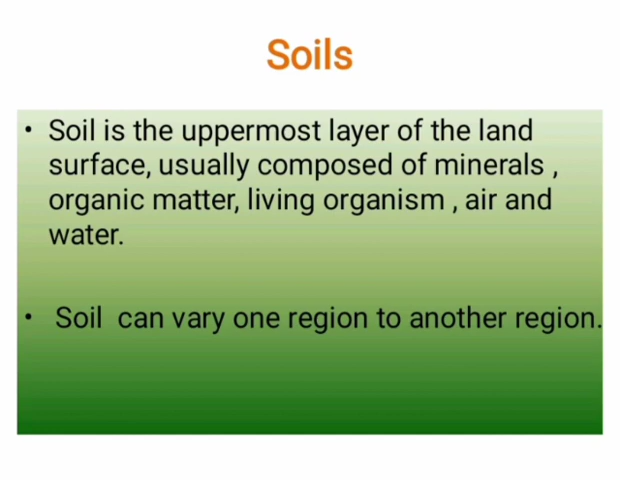 Soils
• Soil is the uppermost layer of the land
surface, usually composed of minerals ,
organic matter, living organism , air and
water.
• Soil can vary one region to another region.